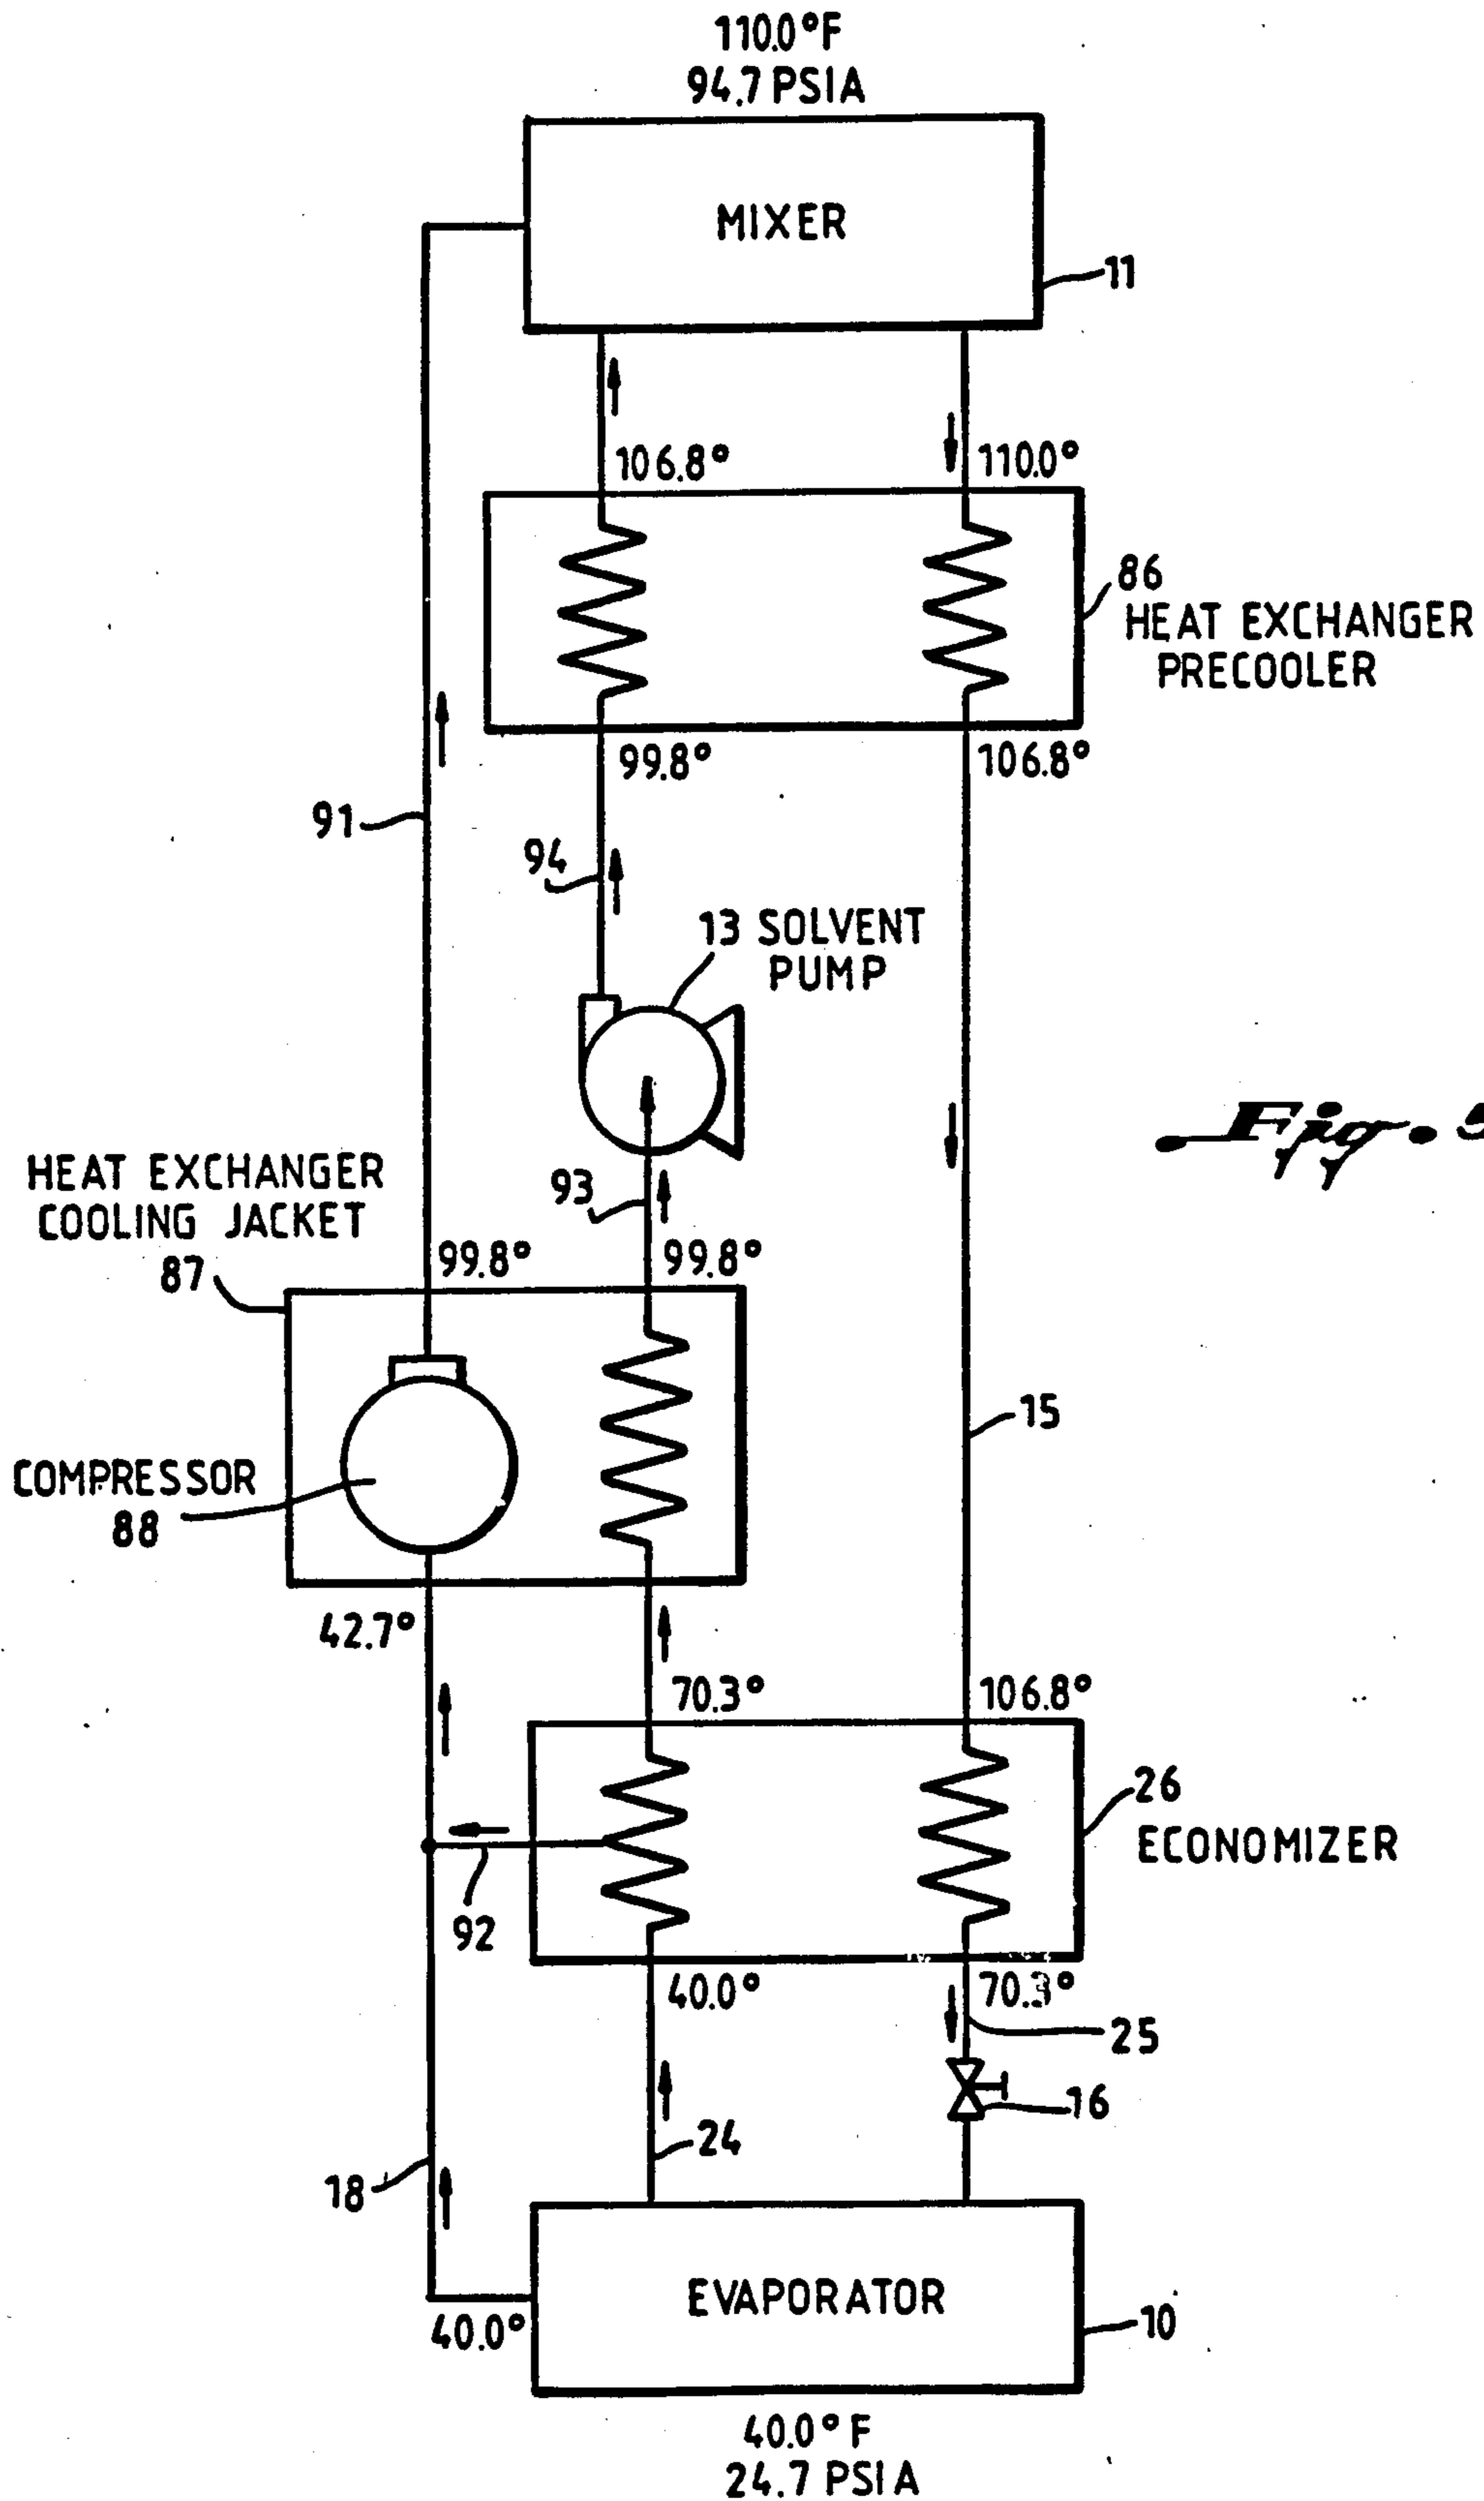 110.0°F
94.7 PSIA
MIXER
11
106.8°
110.0°
86
HEAT EXCHANGER
PRECOOLER
99.8°
106.8°
91
94
13 SOLVENT
PUMP
Fig.
HEAT EXCHANGER
COOLING JACKET
87
93
99.8°
99.8°
15
COMPRESSOR
88
42.7°
70.3°
106.8°
26
ECONOMIZER
92
40.0°
70.3°
25
16
24
18
EVAPORATOR
40.0°
10
40.0°F
24.7 PSIA